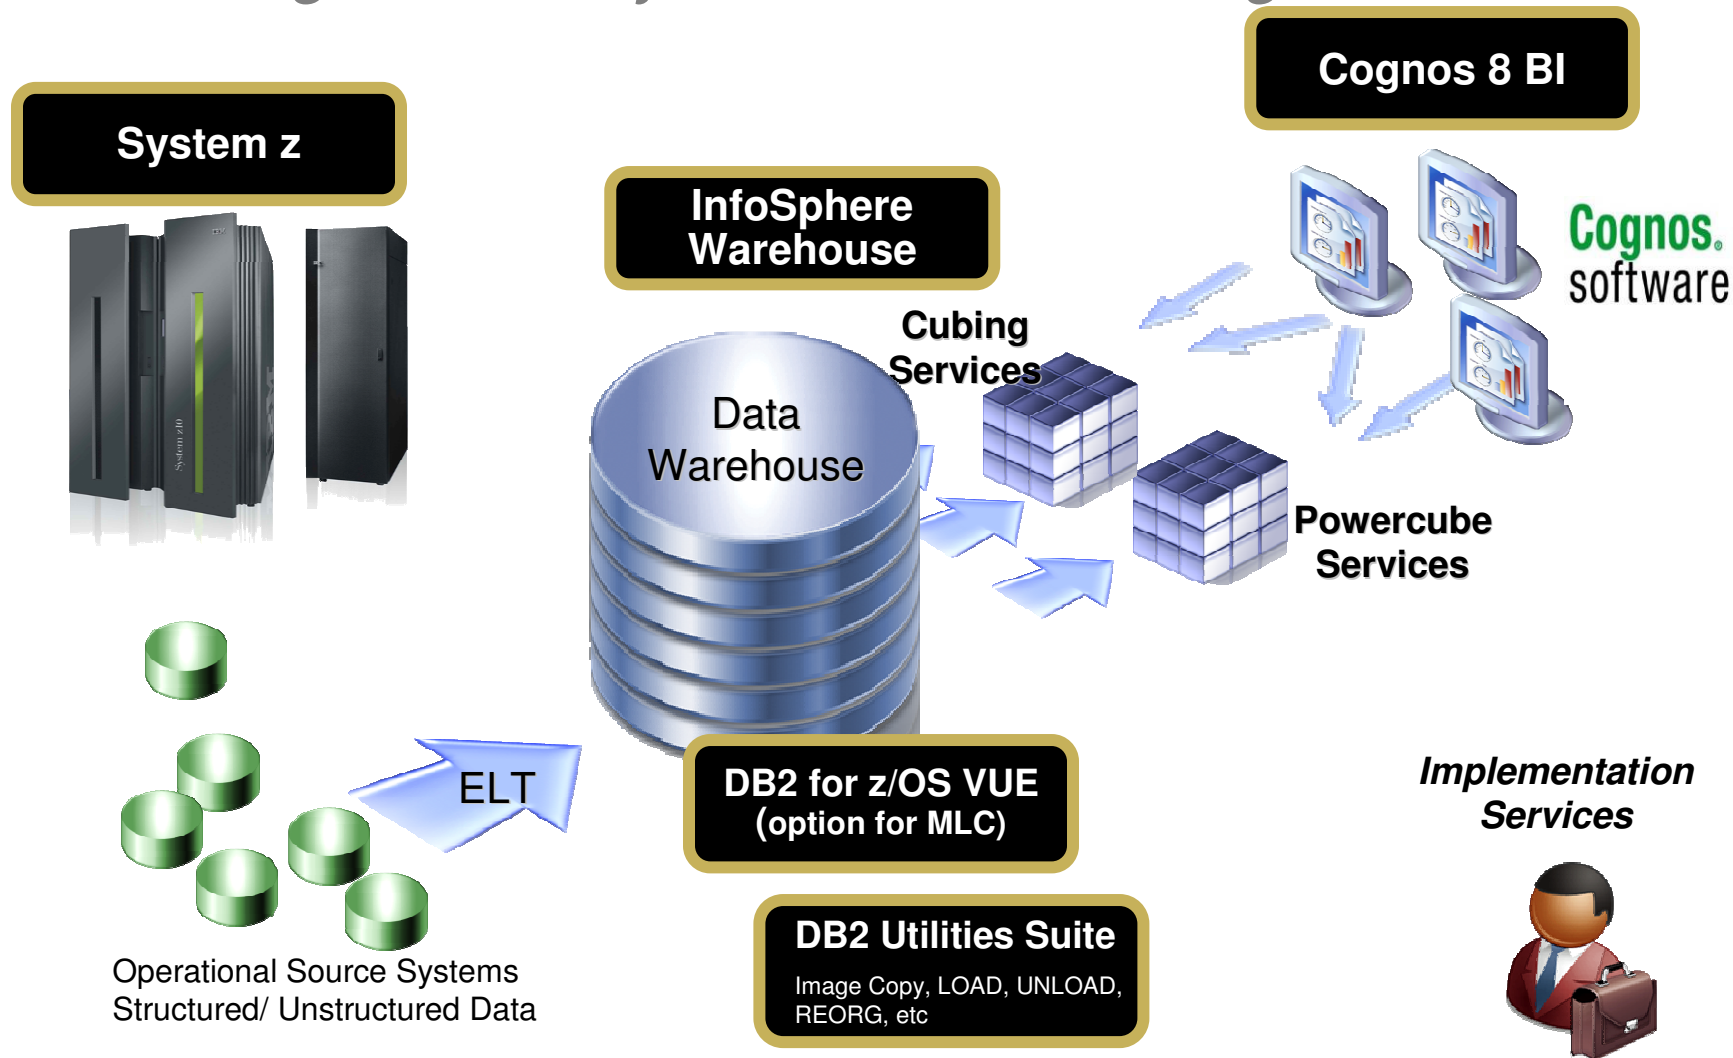 Cognos 8 BI
System z
InfoSphere
Warehouse
Cognos.
software
Cubing
Services
Data
Warehouse
System z10
Powercube
Services
ELT
DB2 for z/OS VUE
(option for MLC)
Implementation
Services
DB2 Utilities Suite
Image Copy, LOAD, UNLOAD,
REORG, etc
Operational Source Systems
Structured/ Unstructured Data